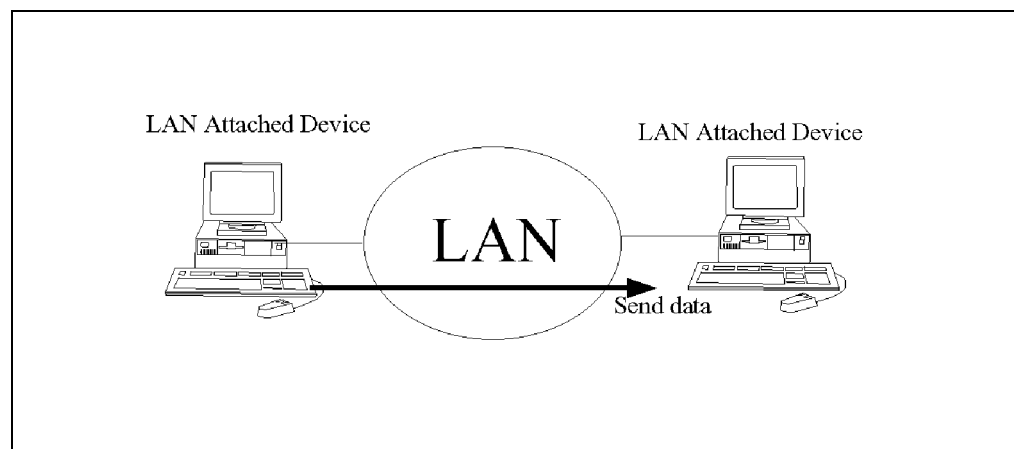 LAN Attached Device
LAN Attached Device
LAN
Send data